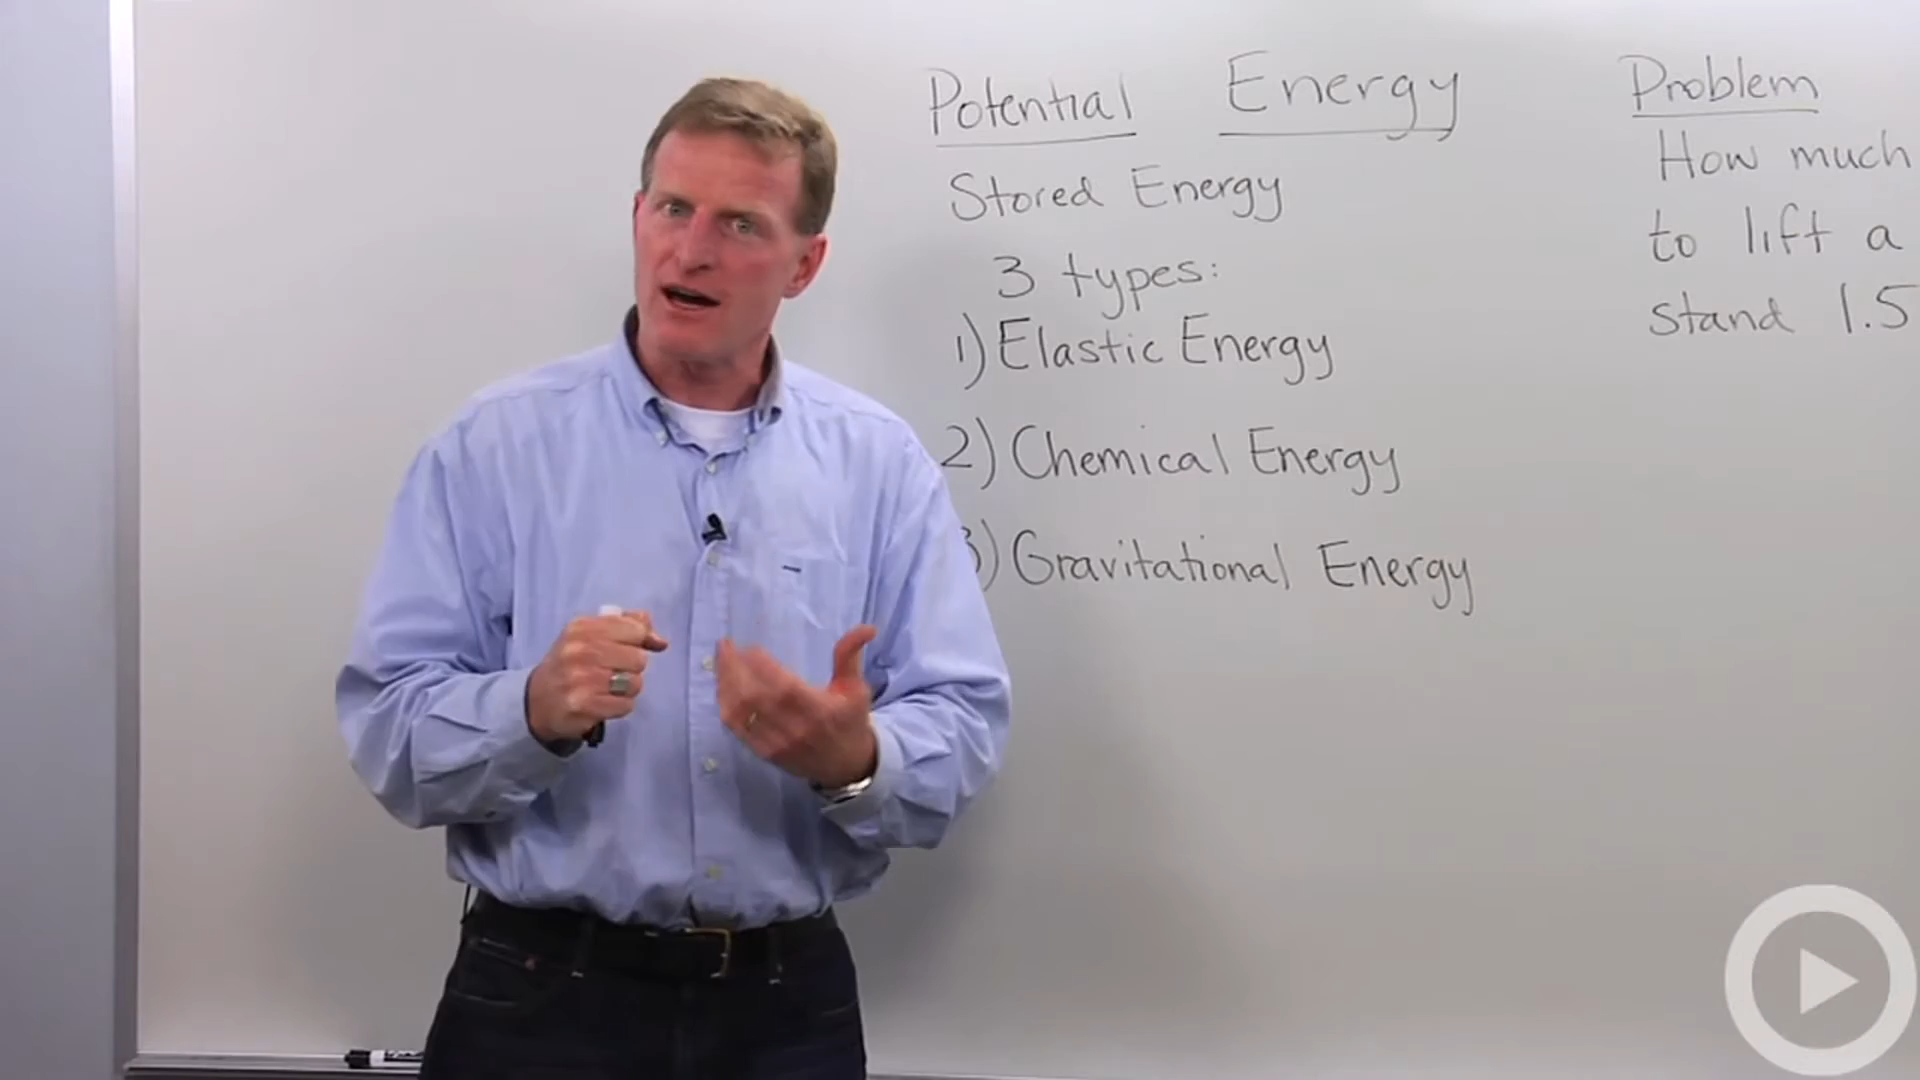 Potential Energy
Stored Energy
3 types:
1) Elastic Energy
2) Chemical Energy
3) Gravitational Energy
Problem
How much
to lift a
stand 1.5